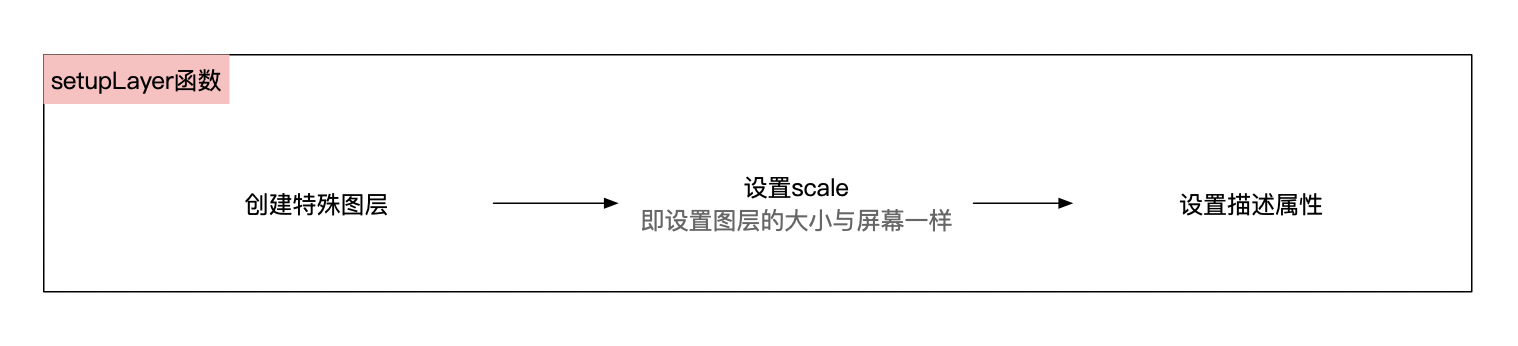 setupLayer函数
创建特殊图层
设置scale
即设置图层的大小与屏幕一样
设置描述属性